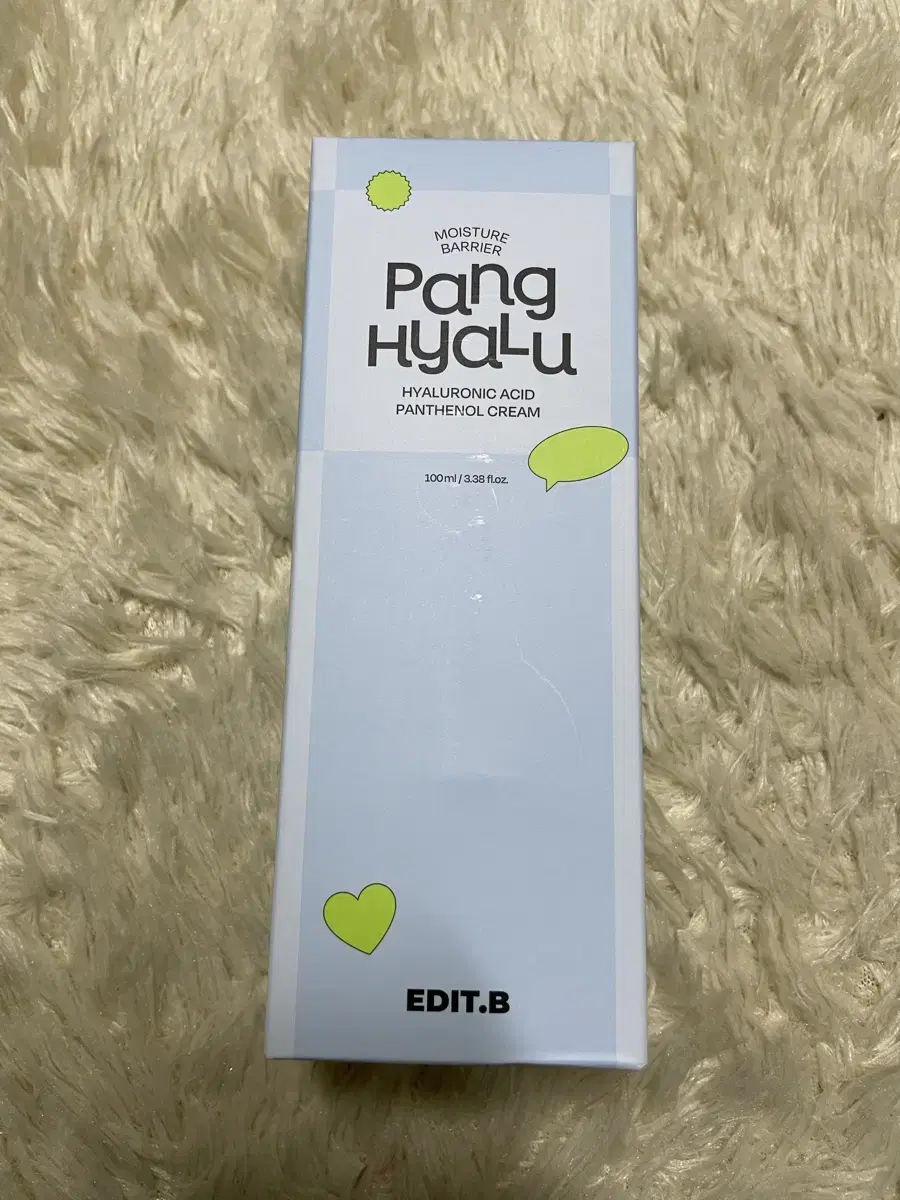 MOISTURE
BARRIER
Pang
HyaLu
HYALURONIC ACID
PANTHENOL CREAM
100ml / 3.38 fl.oz.
EDIT.B